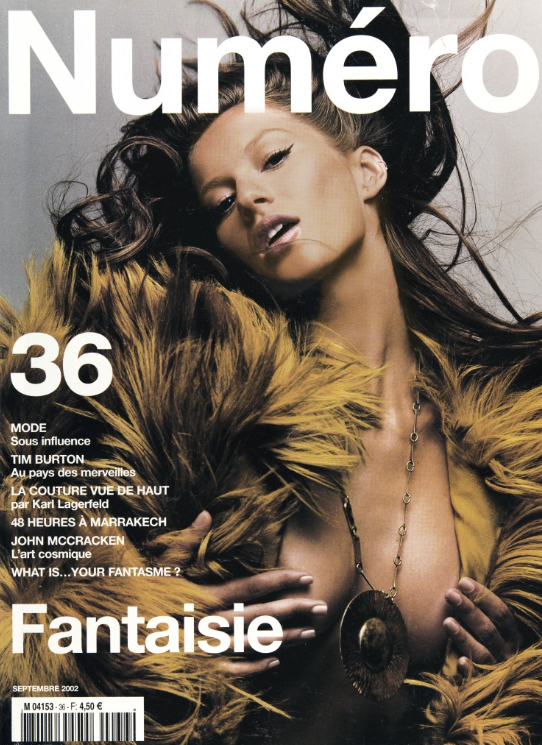 Numéro
36
MODE
Sous influence
TIM BURTON
Au pays des merveilles
LA COUTURE VUE DE HAUT
par Karl Lagerfeld
48 HEURES À MARRAKECH
JOHN MCCRACKEN
L'art cosmique
WHAT IS...YOUR FANTASME ?
Fantaisie
SEPTEMBRE 2002
M 04153 - 36 - F: 4,50 €